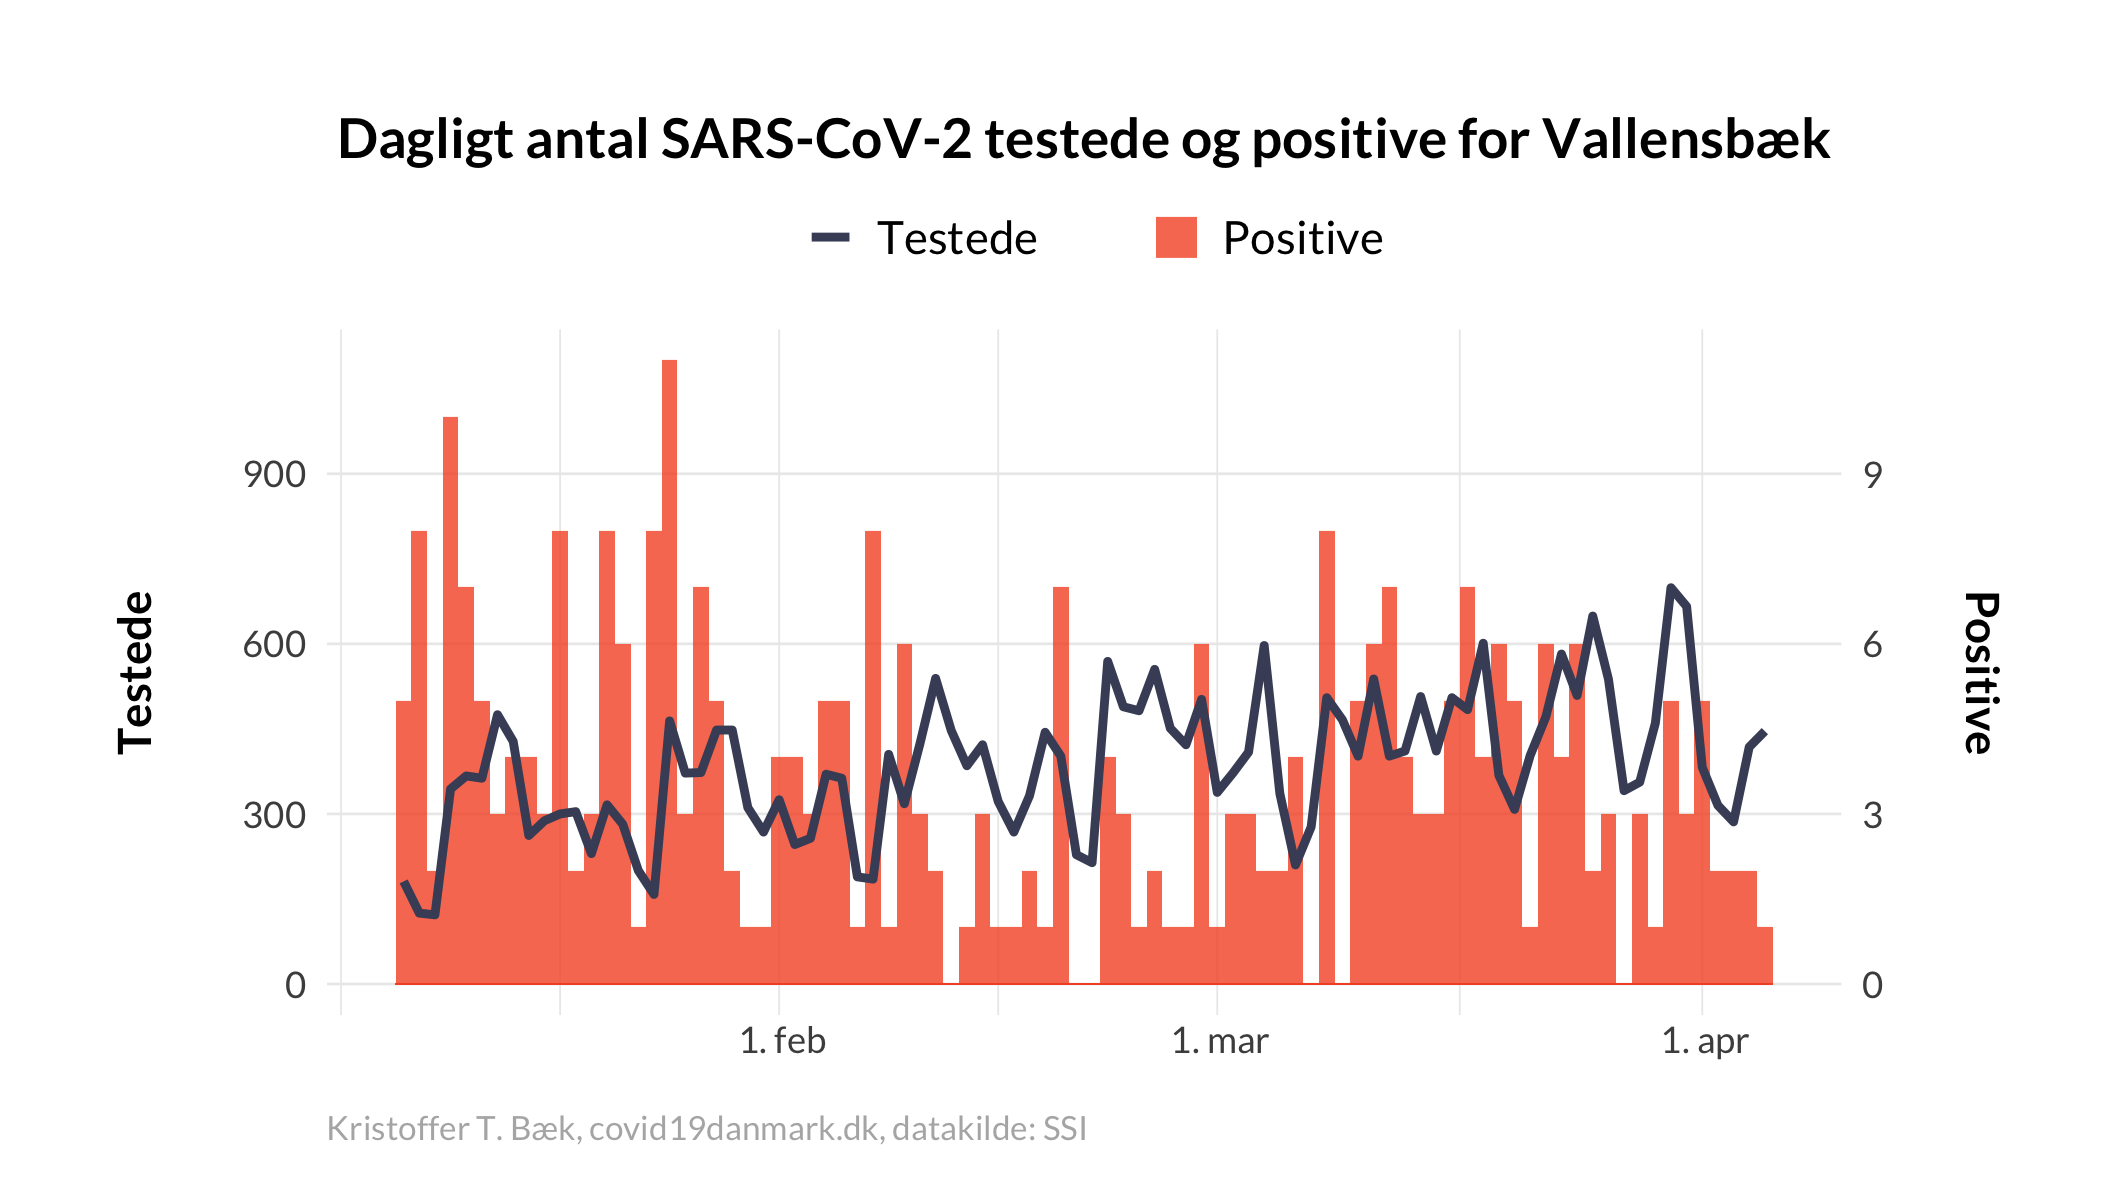 Dagligt antal SARS-CoV-2 testede og positive for Vallensbæk
Testede
Positive
Testede
900
600
300
0
9
6
3
0
Positive
1. feb
1. mar
1. apr
Kristoffer T. Bæk, covid19danmark.dk, datakilde: SSI